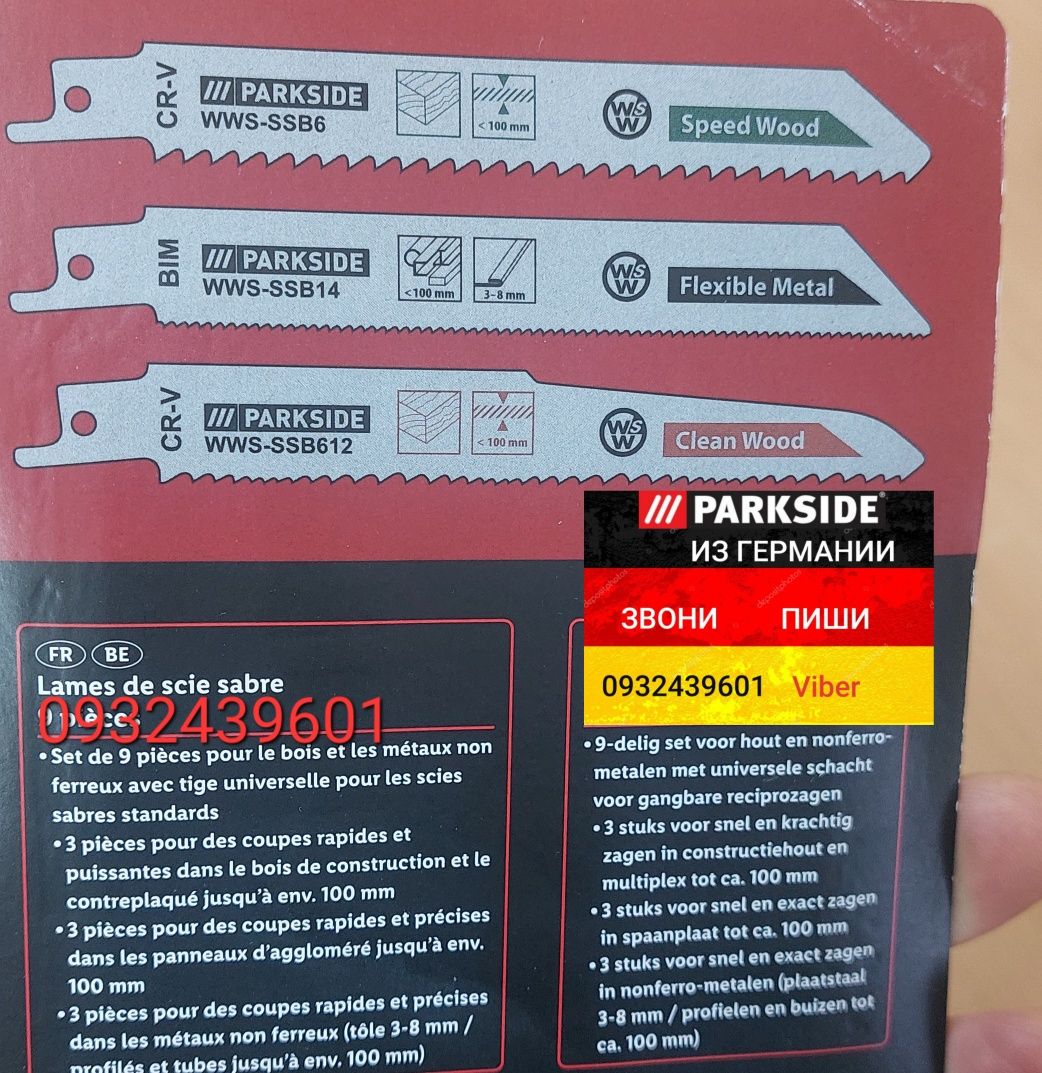 CR-V
PARKSIDE
WWS-SSB6
< 100 mm
WSW
Speed Wood
BIM
PARKSIDE
WWS-SSB14
<100 mm
3-8 mm
WSW
Flexible Metal
CR-V
PARKSIDE
WWS-SSB612
< 100 mm
WSW
Clean Wood
PARKSIDE®
ИЗ ГЕРМАНИИ
ЗВОНИ ПИШИ
0932439601 Viber
depositphotos
depositphotos
FR BE
Lames de scie sabre
9 pièces
0932439601
• Set de 9 pièces pour le bois et les métaux non
ferreux avec tige universelle pour les scies
sabres standards
• 3 pièces pour des coupes rapides et
puissantes dans le bois de construction et le
contreplaqué jusqu'à env. 100 mm
• 3 pièces pour des coupes rapides et précises
dans les panneaux d'aggloméré jusqu'à env.
100 mm
• 3 pièces pour des coupes rapides et précises
dans les métaux non ferreux (tôle 3-8 mm /
profilés et tubes jusqu'à env. 100 mm)
• 9-delig set voor hout en nonferro-
metalen met universele schacht
voor gangbare reciprozagen
• 3 stuks voor snel en krachtig
zagen in constructiehout en
multiplex tot ca. 100 mm
• 3 stuks voor snel en exact zagen
in spaanplaat tot ca. 100 mm
• 3 stuks voor snel en exact zagen
in nonferro-metalen (plaatstaal
3-8 mm / profielen en buizen tot
ca. 100 mm)